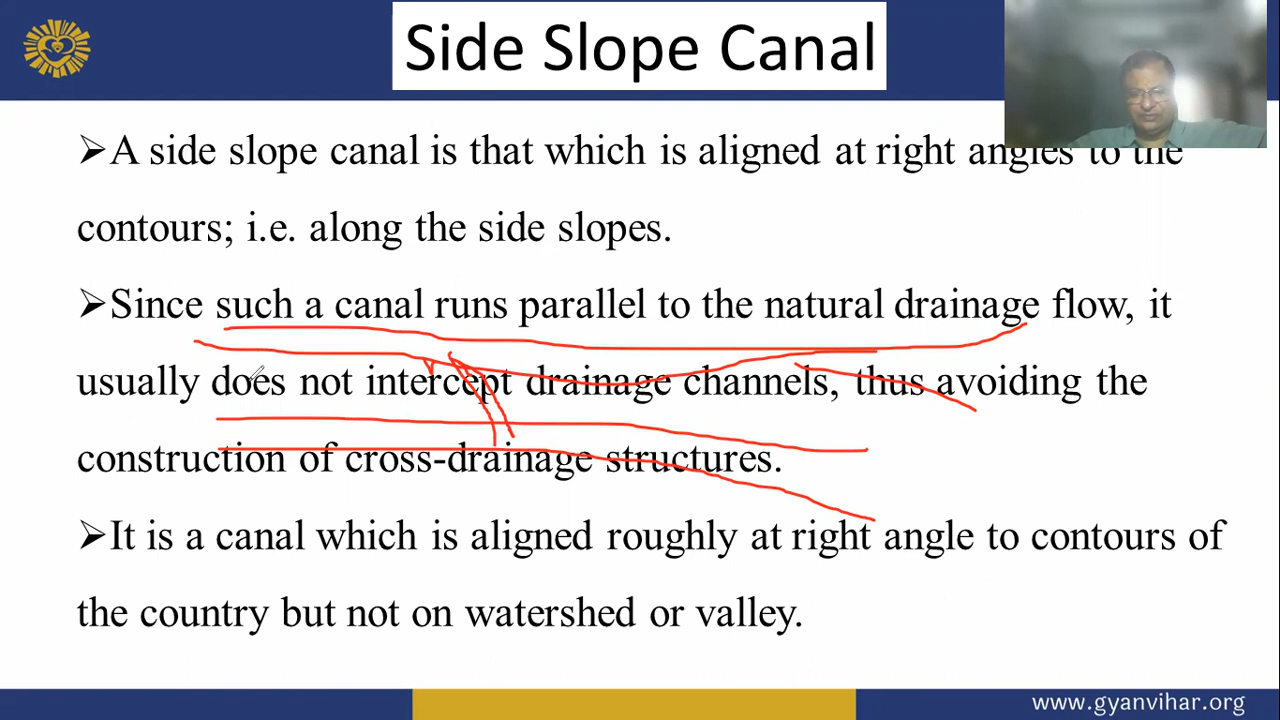 Side Slope Canal
➢A side slope canal is that which is aligned at right angles to the
contours; i.e. along the side slopes.
➢Since such a canal runs parallel to the natural drainage flow, it
usually does not intercept drainage channels, thus avoiding the
construction of cross-drainage structures.
➢It is a canal which is aligned roughly at right angle to contours of
the country but not on watershed or valley.
www.gyanvihar.org